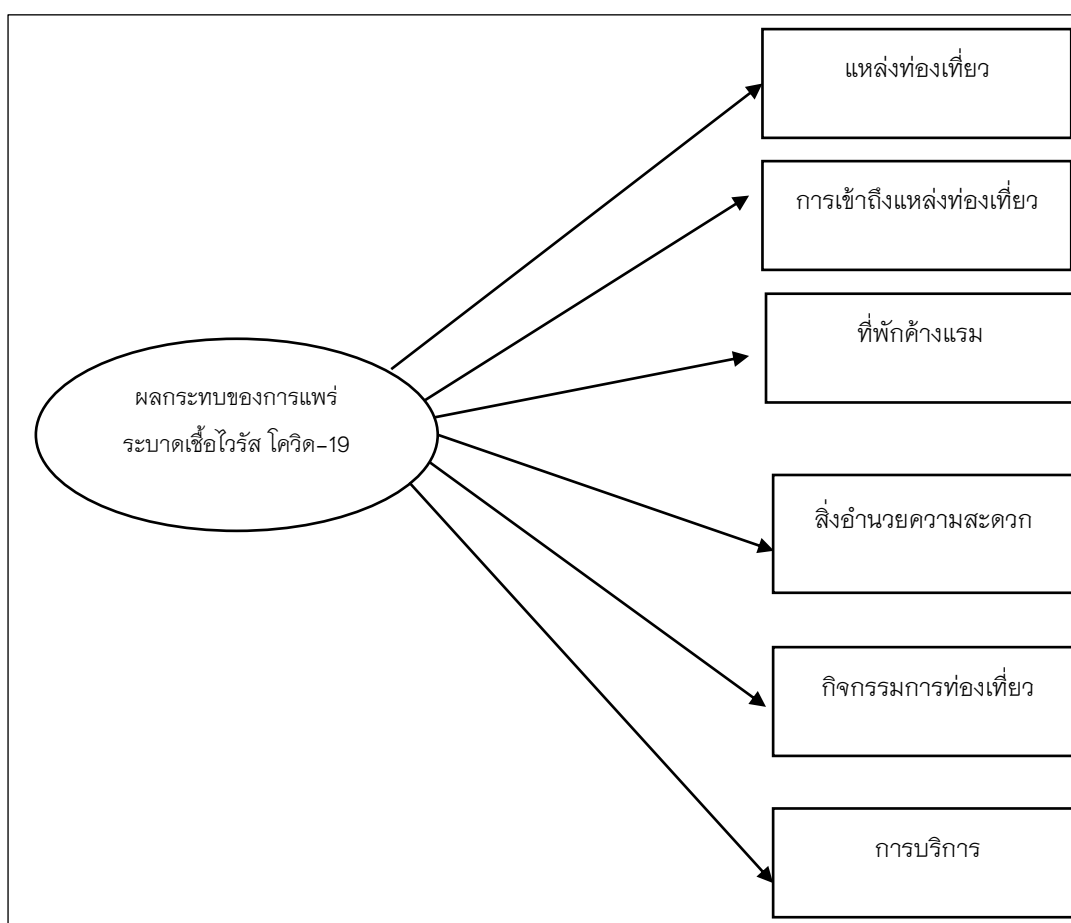 แหล่งท่องเที่ยว
การเข้าถึงแหล่งท่องเที่ยว
ที่พักค้างแรม
ผลกระทบของการแพร่
ระบาดเชื้อไวรัส โควิด-19
สิ่งอำนวยความสะดวก
กิจกรรมการท่องเที่ยว
การบริการ